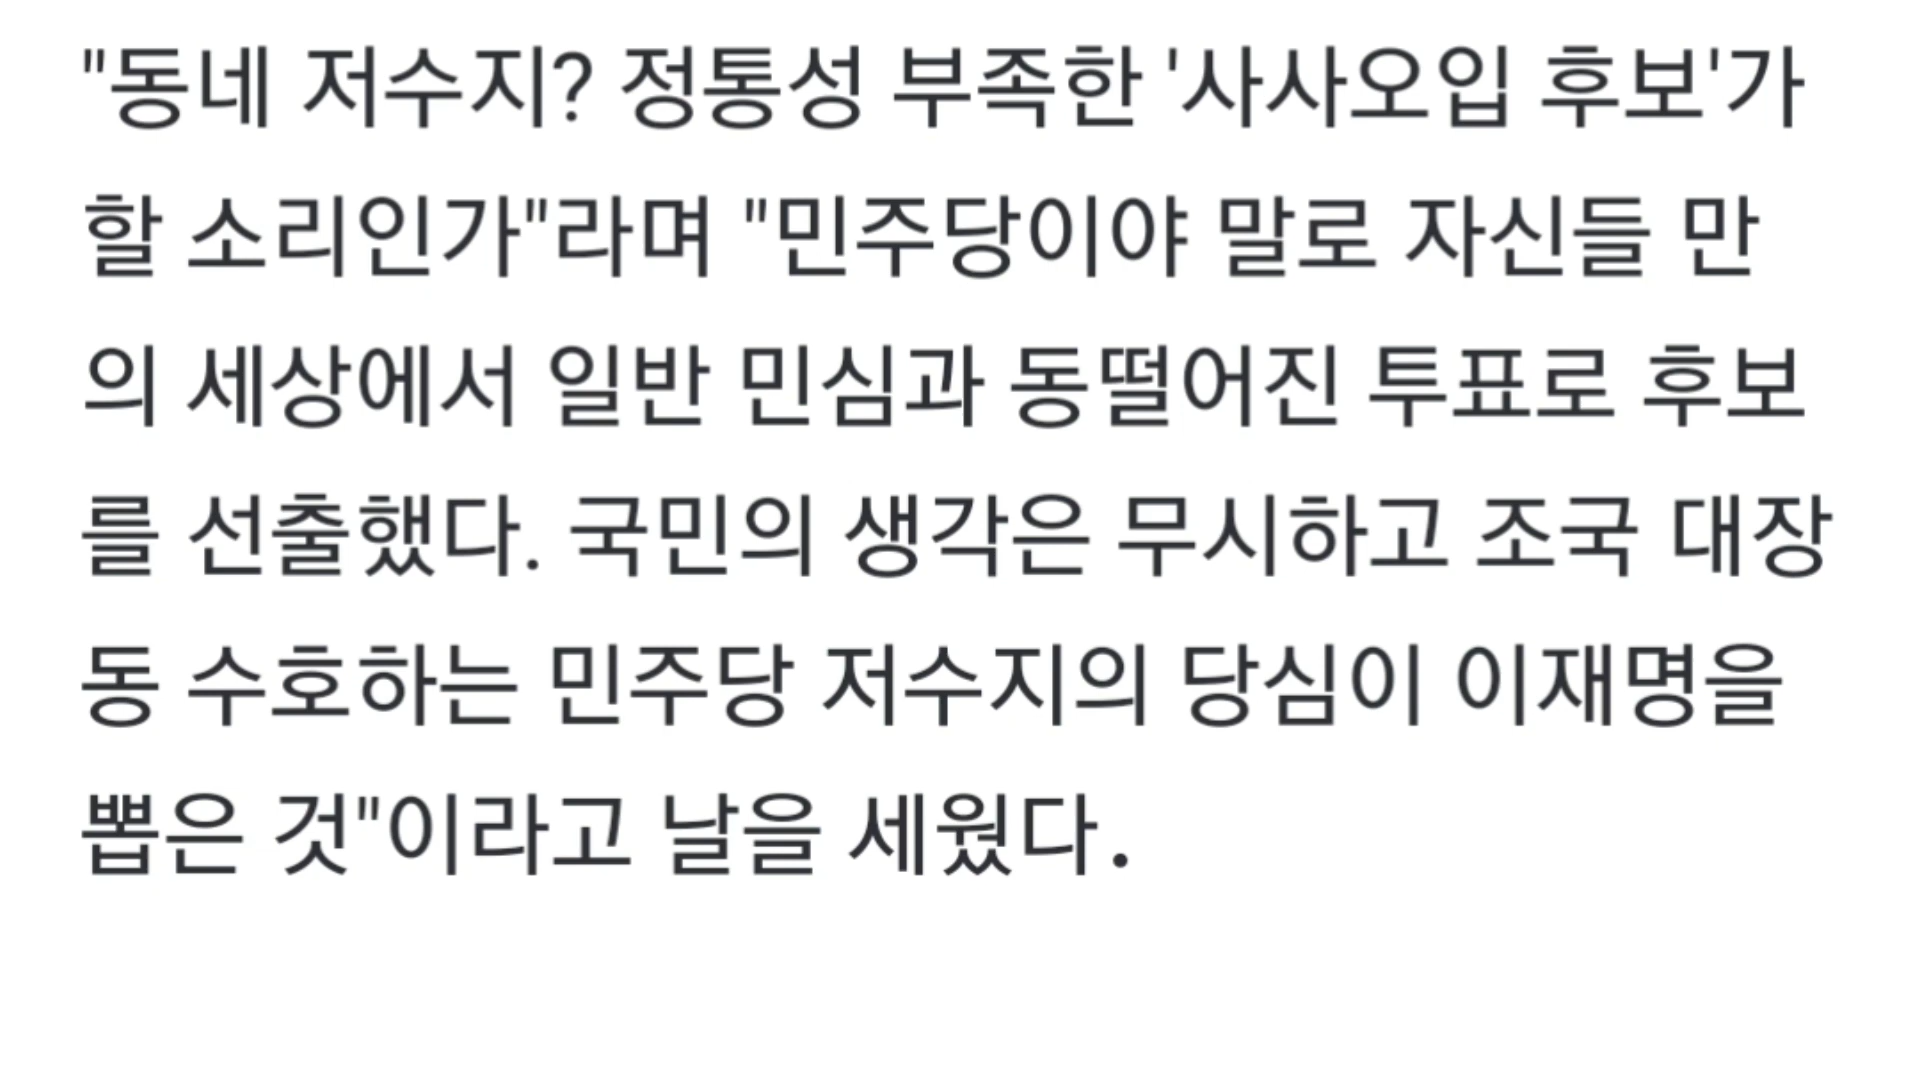 "동네 저수지? 정통성 부족한 '사사오입 후보'가
할 소리인가"라며 "민주당이야 말로 자신들 만
의 세상에서 일반 민심과 동떨어진 투표로 후보
를 선출했다. 국민의 생각은 무시하고 조국 대장
동 수호하는 민주당 저수지의 당심이 이재명을
뽑은 것"이라고 날을 세웠다.